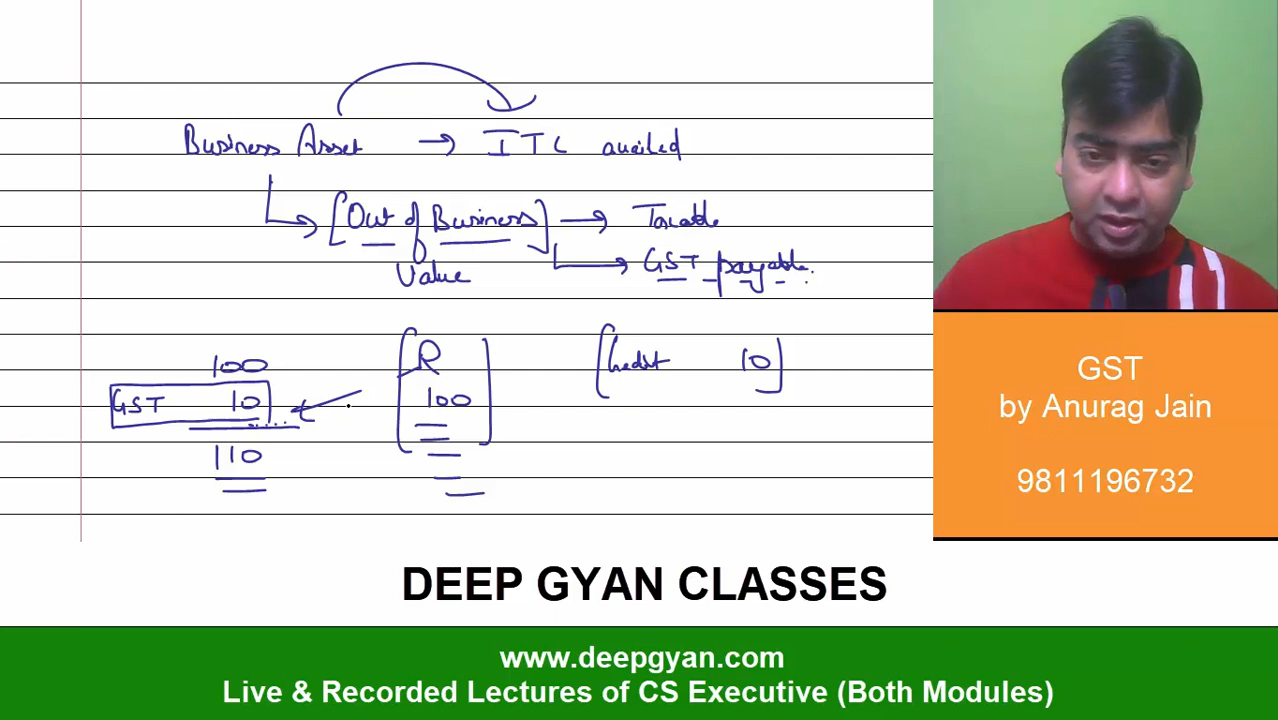 Business Asset → ITC availed
[Out of Business] → Taxable
Value → GST payable.
100
GST 10
110
R
100
Credit 10
GST
by Anurag Jain
9811196732
DEEP GYAN CLASSES
www.deepgyan.com
Live & Recorded Lectures of CS Executive (Both Modules)